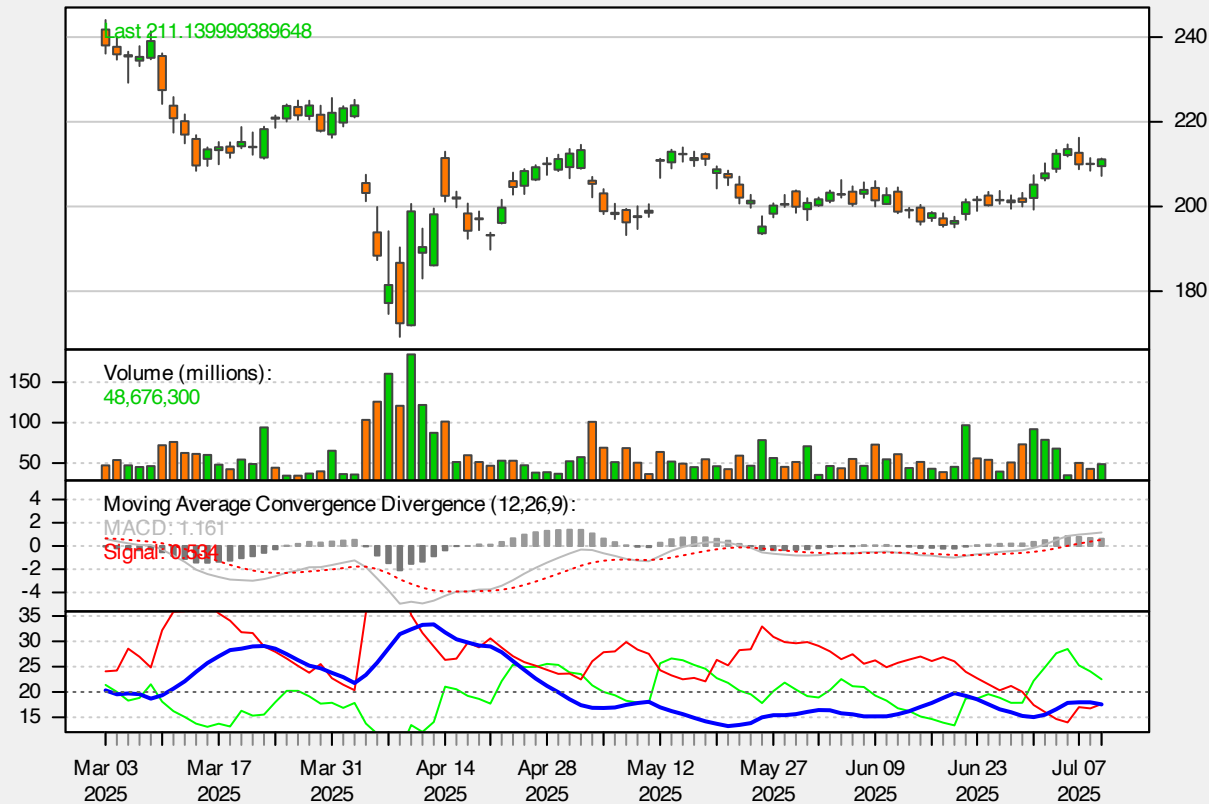 Last 211.139999389648
240
220
200
180
Volume (millions):
48,676,300
150
100
50
Moving Average Convergence Divergence (12,26,9):
MACD: 1.161
Signal: 0.534
4
2
0
-2
-4
35
30
25
20
15
Mar 03 Mar 17 Mar 31 Apr 14 Apr 28 May 12 May 27 Jun 09 Jun 23 Jul 07
2025 2025 2025 2025 2025 2025 2025 2025 2025 2025